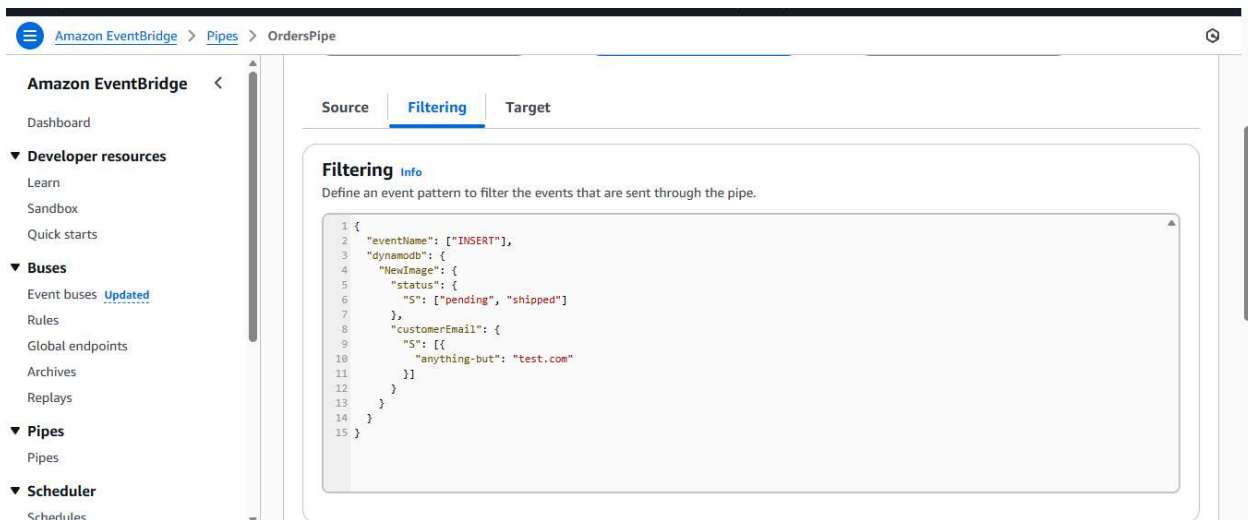 Amazon EventBridge > Pipes > OrdersPipe
Amazon EventBridge
Dashboard
Developer resources
Learn
Sandbox
Quick starts
Buses
Event buses Updated
Rules
Global endpoints
Archives
Replays
Pipes
Pipes
Scheduler
Schedules
Source Filtering Target
Filtering Info
Define an event pattern to filter the events that are sent through the pipe.
1 {
2   "eventName": ["INSERT"],
3   "dynamodb": {
4     "NewImage": {
5       "status": {
6         "S": ["pending", "shipped"]
7       },
8       "customerEmail": {
9         "S": [{
10           "anything-but": "test.com"
11         }]
12       }
13     }
14   }
15 }